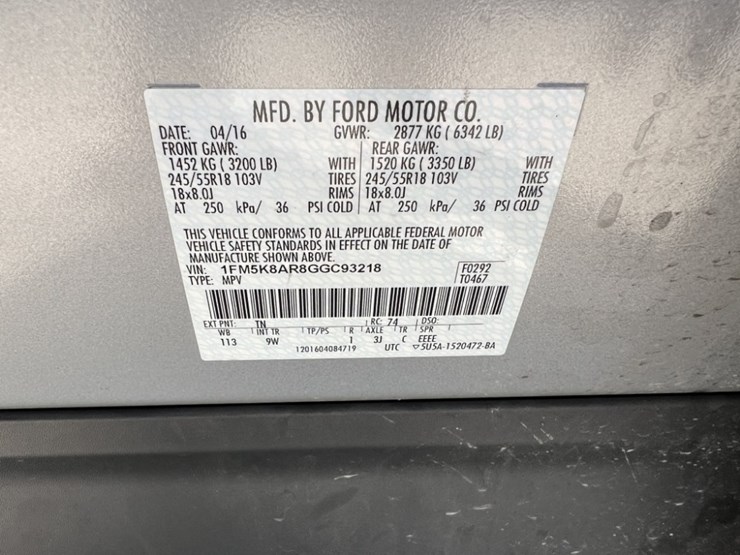 MFD. BY FORD MOTOR CO.
DATE: 04/16 GVWR: 2877 KG ( 6342 LB)
FRONT GAWR: REAR GAWR:
1452 KG ( 3200 LB) WITH 1520 KG ( 3350 LB) WITH
245/55R18 103V TIRES 245/55R18 103V TIRES
18x8.0J RIMS 18x8.0J RIMS
AT 250 kPa/ 36 PSI COLD AT 250 kPa/ 36 PSI COLD
THIS VEHICLE CONFORMS TO ALL APPLICABLE FEDERAL MOTOR
VEHICLE SAFETY STANDARDS IN EFFECT ON THE DATE OF
MANUFACTURE SHOWN ABOVE.
VIN: 1FM5K8AR8GGC93218 F0292
TYPE: MPV T0467
EXT PNT: TN RC: 74 DSO:
WB INT TR TP/PS R AXLE TR SPR
113 9W 1 3J C EEEE
1201604084719 UTC ▽5U5A-1520472-BA